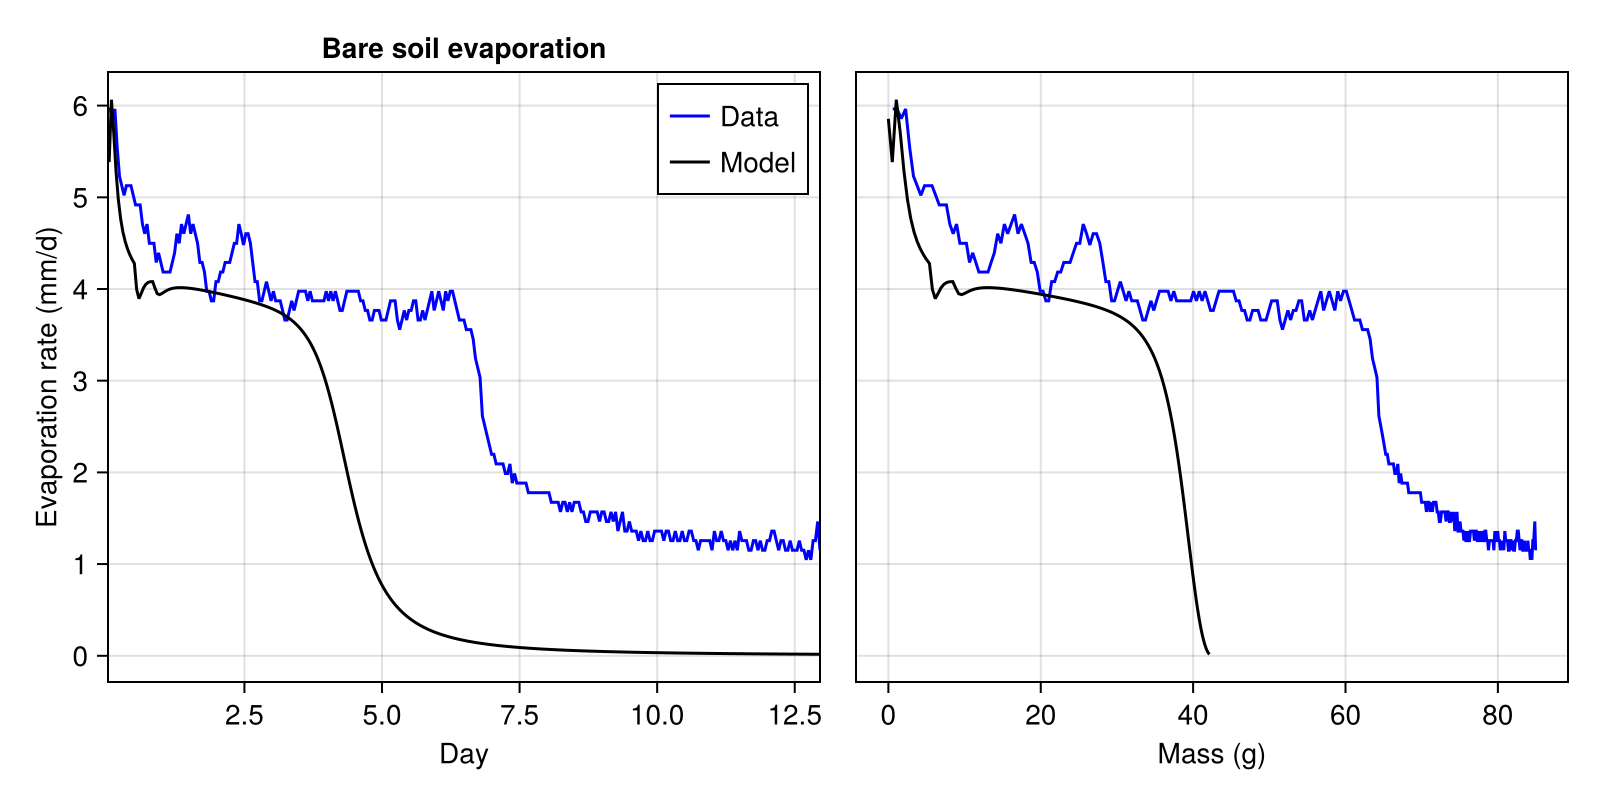 Bare soil evaporation
Data
Model
Evaporation rate (mm/d)
6
5
4
3
2
1
0
2.5 5.0 7.5 10.0 12.5
Day
0 20 40 60 80
Mass (g)